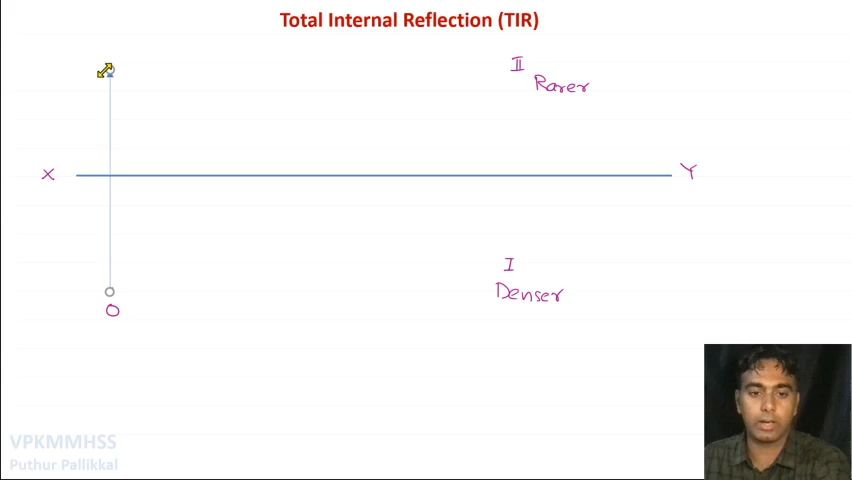 Total Internal Reflection (TIR)
II
Rarer
X
Y
I
Denser
O
VPKMMHSS
Puthur Pallikkal